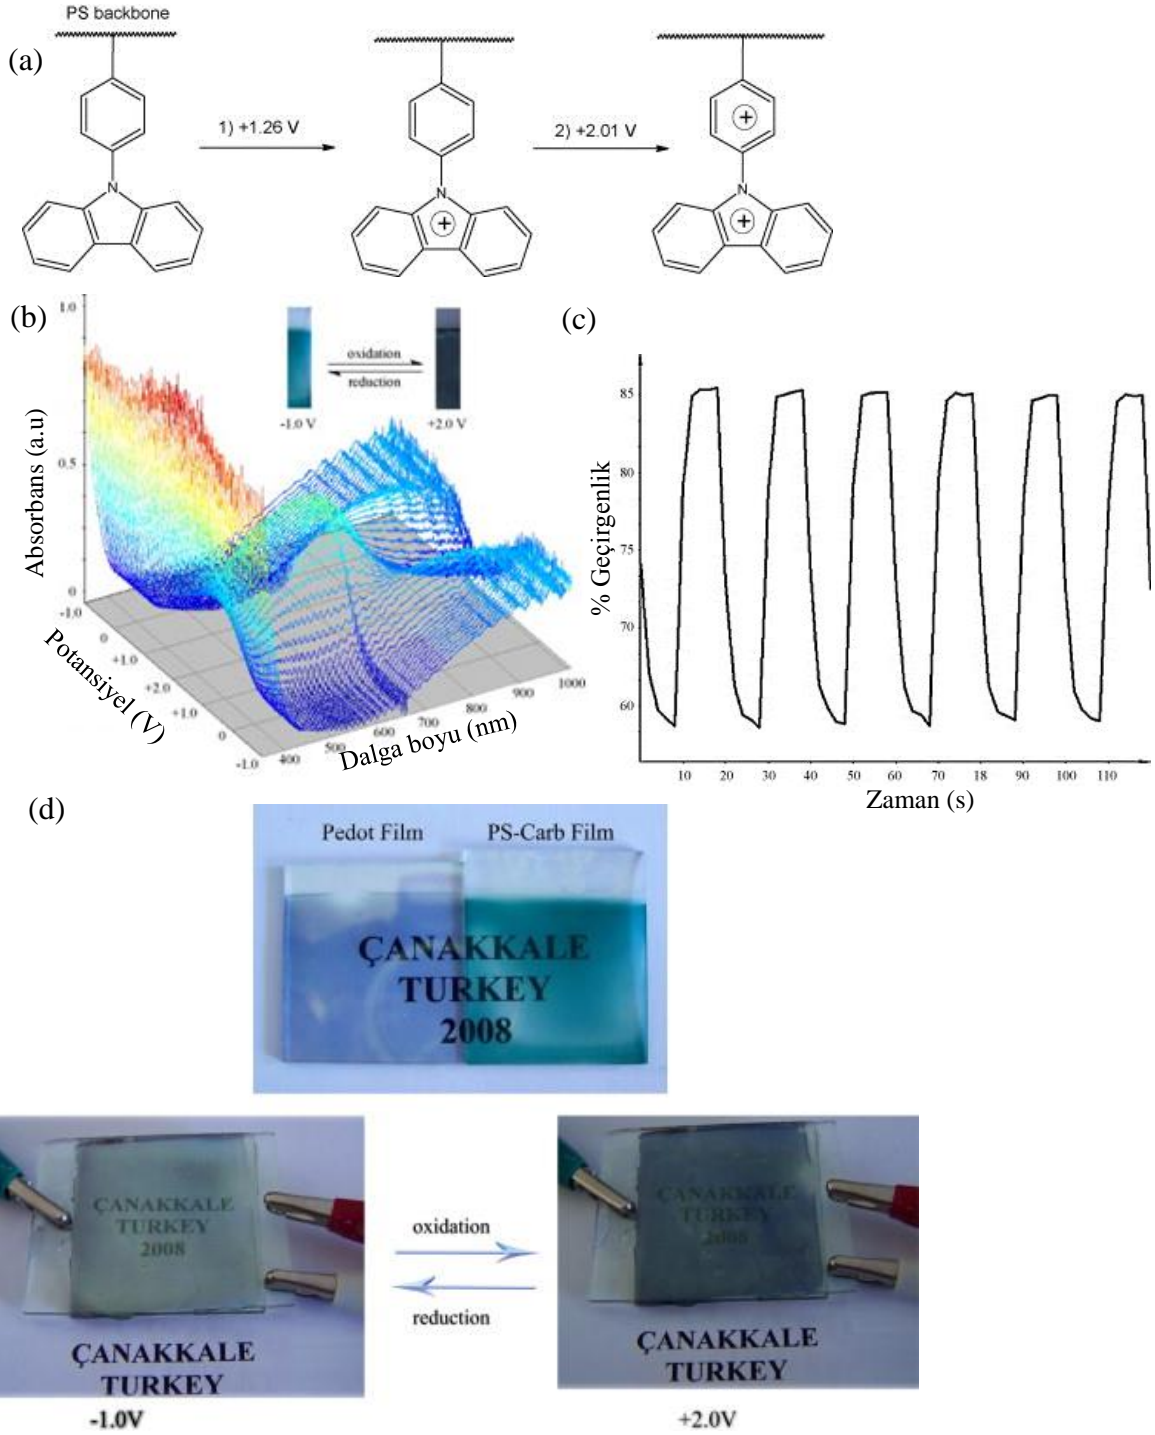 PS backbone
(a)
1) +1.26 V
2) +2.01 V
N
N
N
+
+
+
(b)
1.0
0.5
0
Absorbans (a.u)
oxidation
reduction
-1.0 V
+2.0 V
-1.0
0
+1.0
+2.0
+1.0
0
-1.0
Potansiyel (V)
400
500
600
700
800
900
1000
Dalga boyu (nm)
(c)
85
80
75
70
60
% Geçirgenlik
10
20
30
40
50
60
70
18
90
100
110
Zaman (s)
(d)
Pedot Film
PS-Carb Film
ÇANAKKALE
TURKEY
2008
ÇANAKKALE
TURKEY
2008
ÇANAKKALE
TURKEY
-1.0V
oxidation
reduction
ÇANAKKALE
TURKEY
2008
ÇANAKKALE
TURKEY
+2.0V